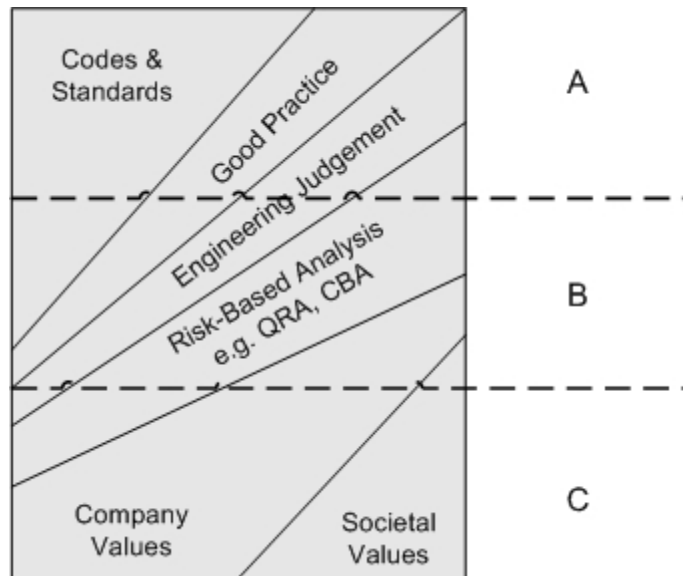 Codes &
Standards
Good Practice
A
Engineering Judgement
Risk-Based Analysis
e.g. QRA, CBA
B
Company
Values
Societal
Values
C